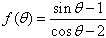 f(θ) = (sin θ − 1)/(cos θ − 2)